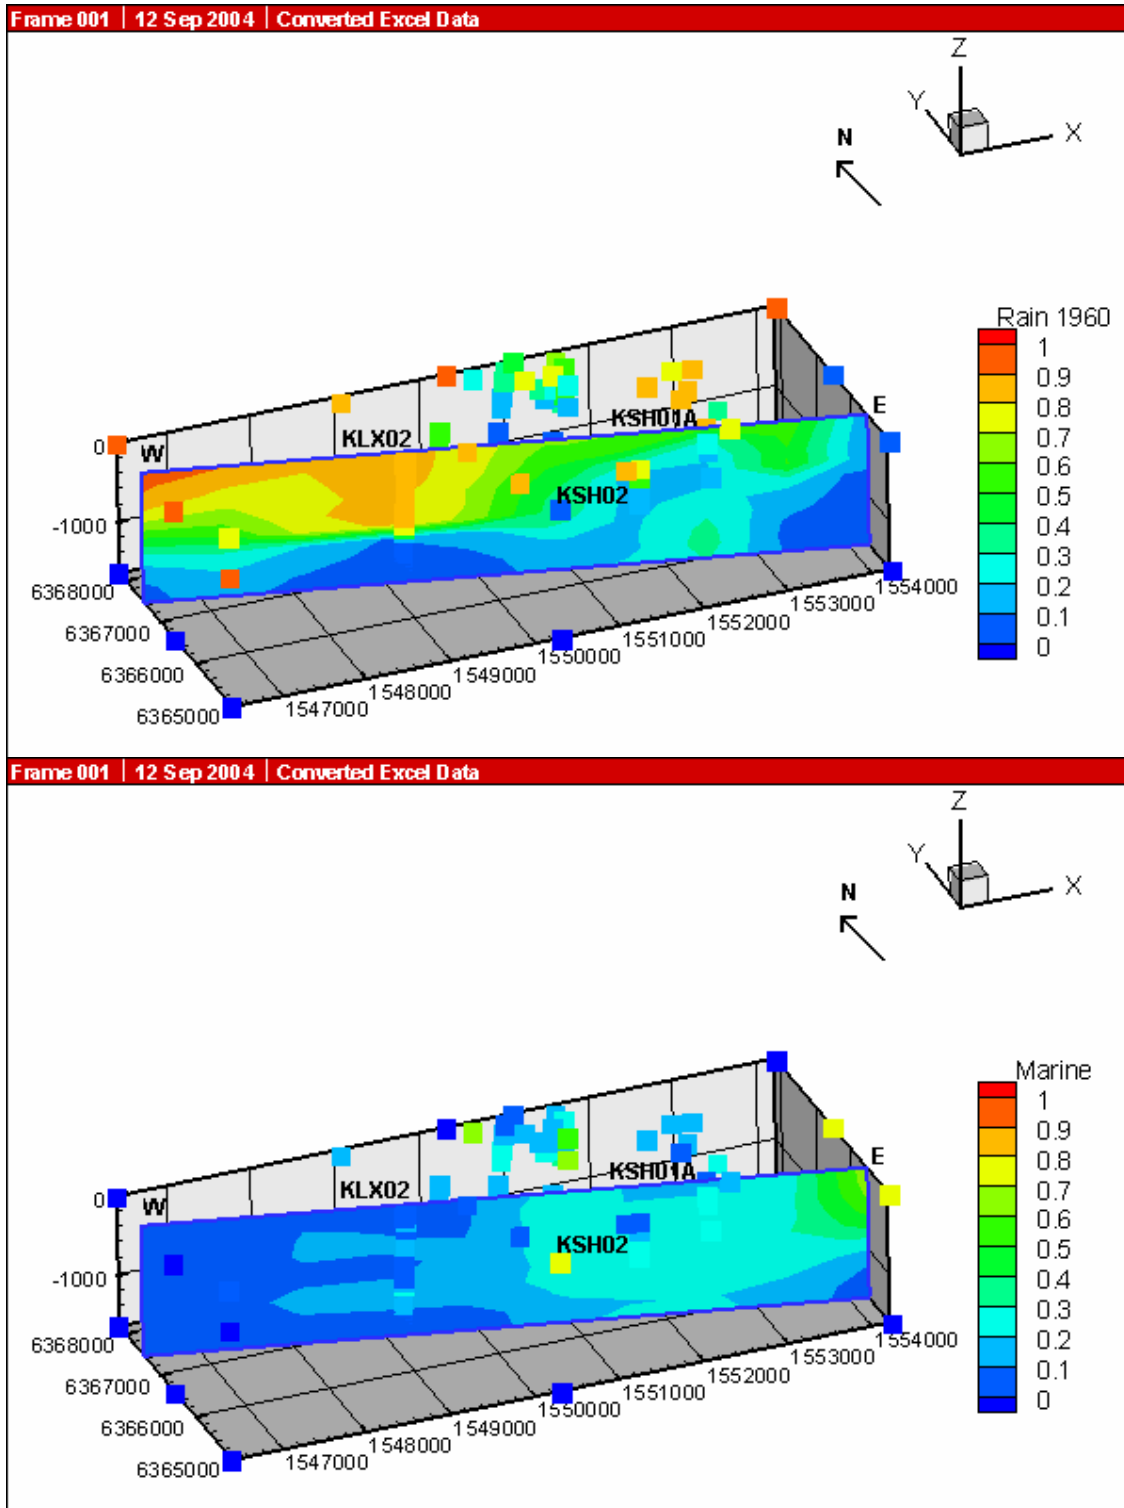 Frame 001 | 12 Sep 2004 | Converted Excel Data
Z
Y
X
N
Rain 1960
1
0.9
0.8
0.7
0.6
0.5
0.4
0.3
0.2
0.1
0
E
KSH01A
KLX02
W
KSH02
0
-1000
6368000
6367000
6366000
6365000
1547000
1548000
1549000
1550000
1551000
1552000
1553000
1554000
Frame 001 | 12 Sep 2004 | Converted Excel Data
Z
Y
X
N
Marine
1
0.9
0.8
0.7
0.6
0.5
0.4
0.3
0.2
0.1
0
E
KSH01A
KLX02
W
KSH02
0
-1000
6368000
6367000
6366000
6365000
1547000
1548000
1549000
1550000
1551000
1552000
1553000
1554000